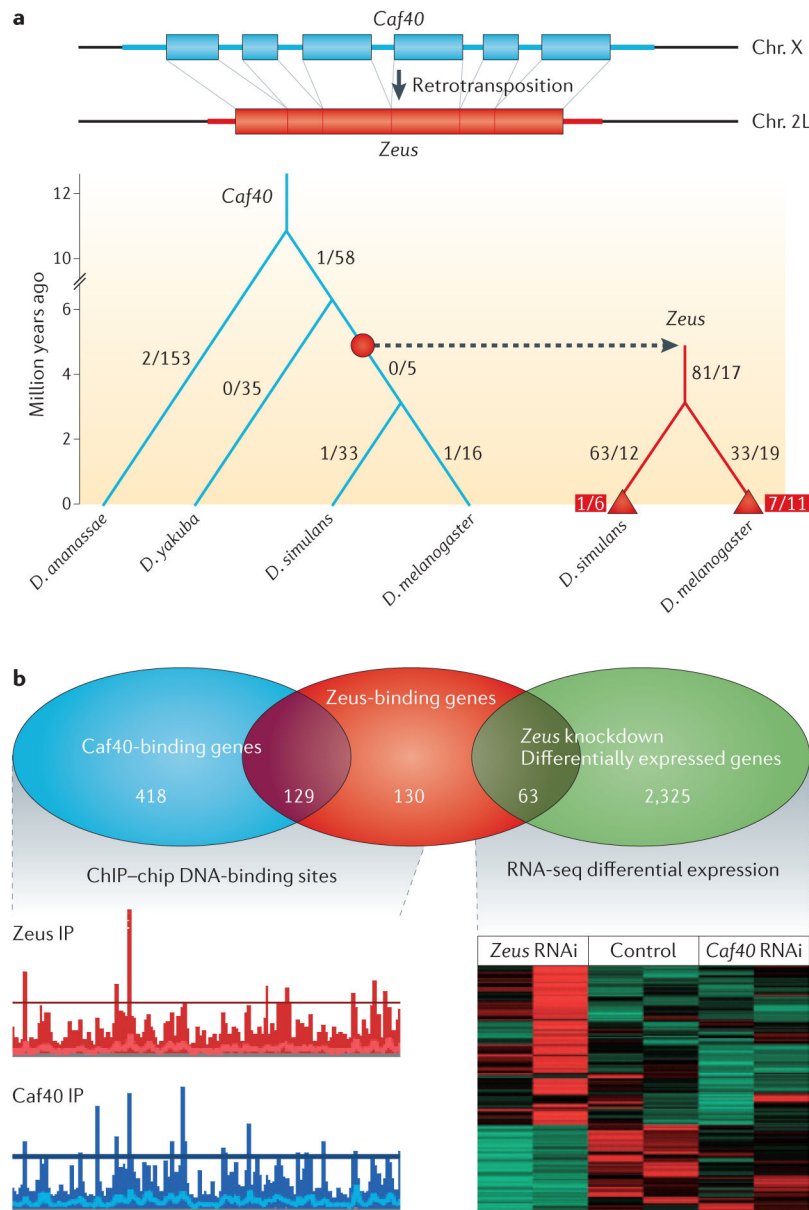 a
Caf40
Chr. X
Retrotransposition
Chr. 2L
Zeus
Million years ago
12
10
6
4
2
0
Caf40
1/58
2/153
0/35
0/5
1/33
1/16
Zeus
81/17
63/12
33/19
1/6
7/11
D. ananassae
D. yakuba
D. simulans
D. melanogaster
D. simulans
D. melanogaster
b
Caf40-binding genes
Zeus-binding genes
Zeus knockdown
Differentially expressed genes
418
129
130
63
2,325
ChIP–chip DNA-binding sites
RNA-seq differential expression
Zeus IP
Caf40 IP
Zeus RNAi
Control
Caf40 RNAi